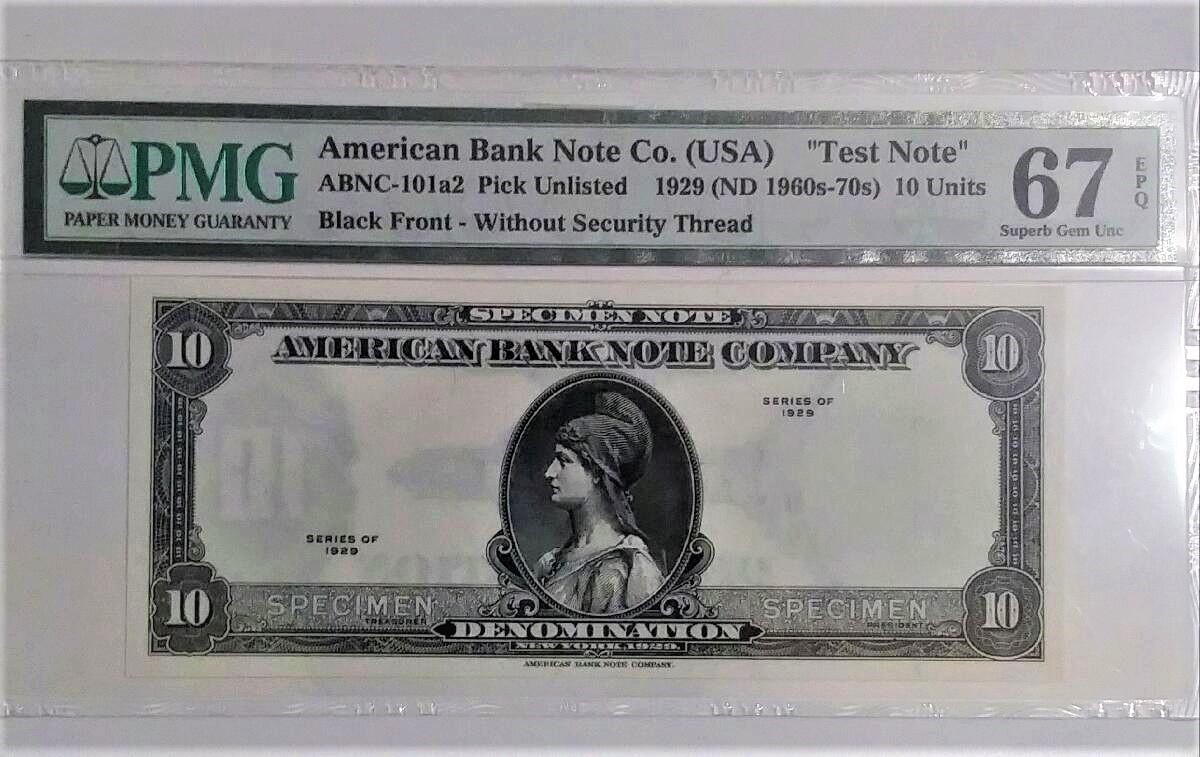 PMG
PAPER MONEY GUARANTY
American Bank Note Co. (USA) "Test Note"
ABNC-101a2 Pick Unlisted 1929 (ND 1960s-70s) 10 Units
Black Front - Without Security Thread
67
EPQ
Superb Gem Unc
SPECIMEN NOTE
10 AMERICAN BANK NOTE COMPANY 10
SERIES OF
1929
SERIES OF
1929
10 SPECIMEN SPECIMEN 10
TREASURER PRESIDENT
DENOMINATION
NEW YORK, 1929.
AMERICAN BANK NOTE COMPANY.